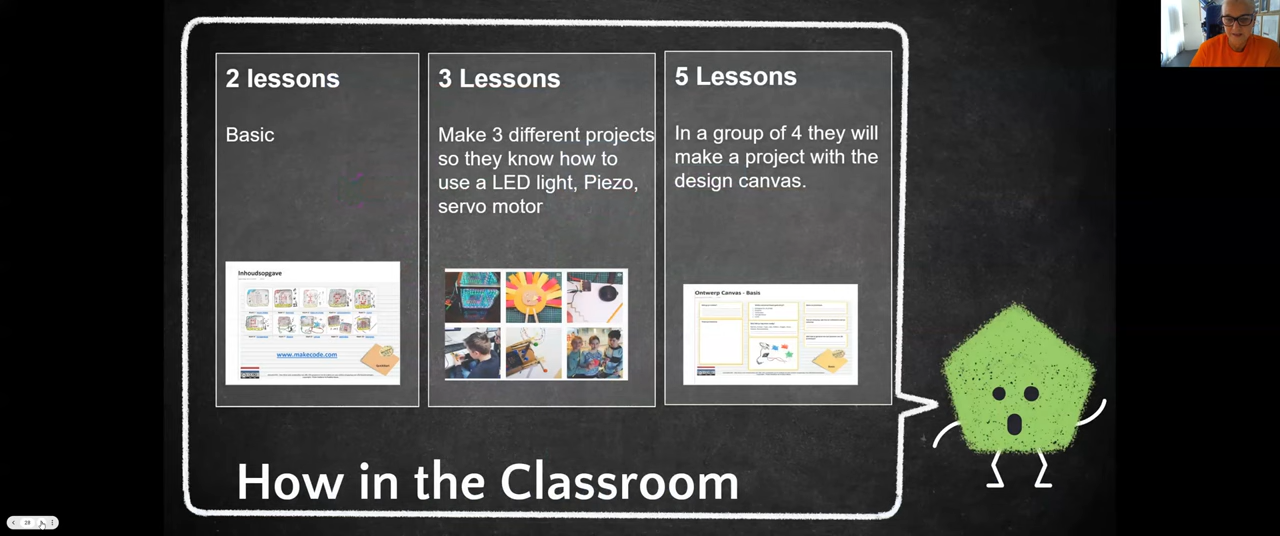 2 lessons
Basic
Inhoudsopgave
www.makecode.com
3 Lessons
Make 3 different projects
so they know how to
use a LED light, Piezo,
servo motor
5 Lessons
In a group of 4 they will
make a project with the
design canvas.
Ontwerp Canvas - Basis
How in the Classroom
28